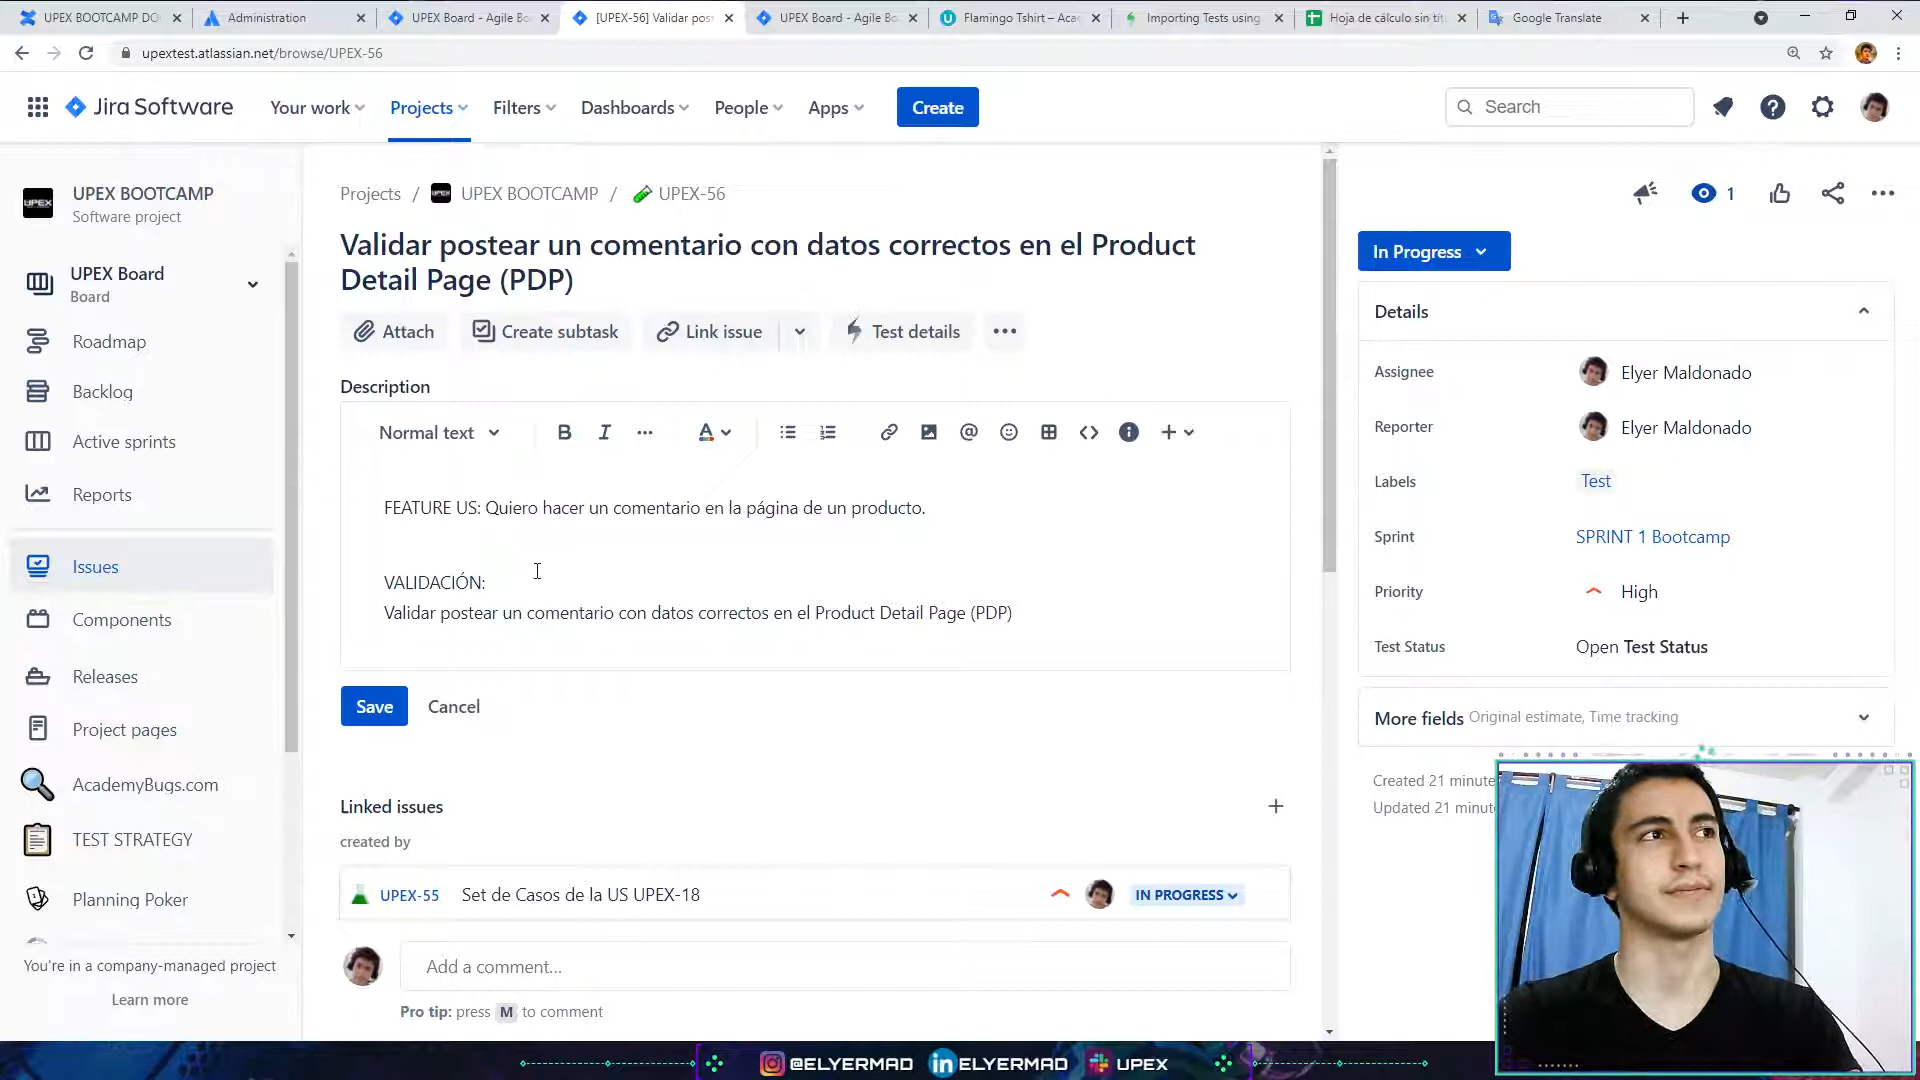 UPEX BOOTCAMP DO
Administration
UPEX Board - Agile Bo
[UPEX-56] Validar pos
UPEX Board - Agile Bo
Flamingo Tshirt – Aca
Importing Tests using
Hoja de cálculo sin tít
Google Translate
upextest.atlassian.net/browse/UPEX-56
Jira Software
Your work
Projects
Filters
Dashboards
People
Apps
Create
Search
UPEX BOOTCAMP
Software project
UPEX Board
Board
Roadmap
Backlog
Active sprints
Reports
Issues
Components
Releases
Project pages
AcademyBugs.com
TEST STRATEGY
Planning Poker
You're in a company-managed project
Learn more
Projects / UPEX BOOTCAMP / UPEX-56
1
Validar postear un comentario con datos correctos en el Product
Detail Page (PDP)
Attach
Create subtask
Link issue
Test details
Description
Normal text
FEATURE US: Quiero hacer un comentario en la página de un producto.
VALIDACIÓN:
Validar postear un comentario con datos correctos en el Product Detail Page (PDP)
Save
Cancel
Linked issues
created by
UPEX-55 Set de Casos de la US UPEX-18 IN PROGRESS
Add a comment...
Pro tip: press M to comment
In Progress
Details
Assignee Elyer Maldonado
Reporter Elyer Maldonado
Labels Test
Sprint SPRINT 1 Bootcamp
Priority High
Test Status Open Test Status
More fields Original estimate, Time tracking
Created 21 minute
Updated 21 minut
@ELYERMAD
ELYERMAD
UPEX